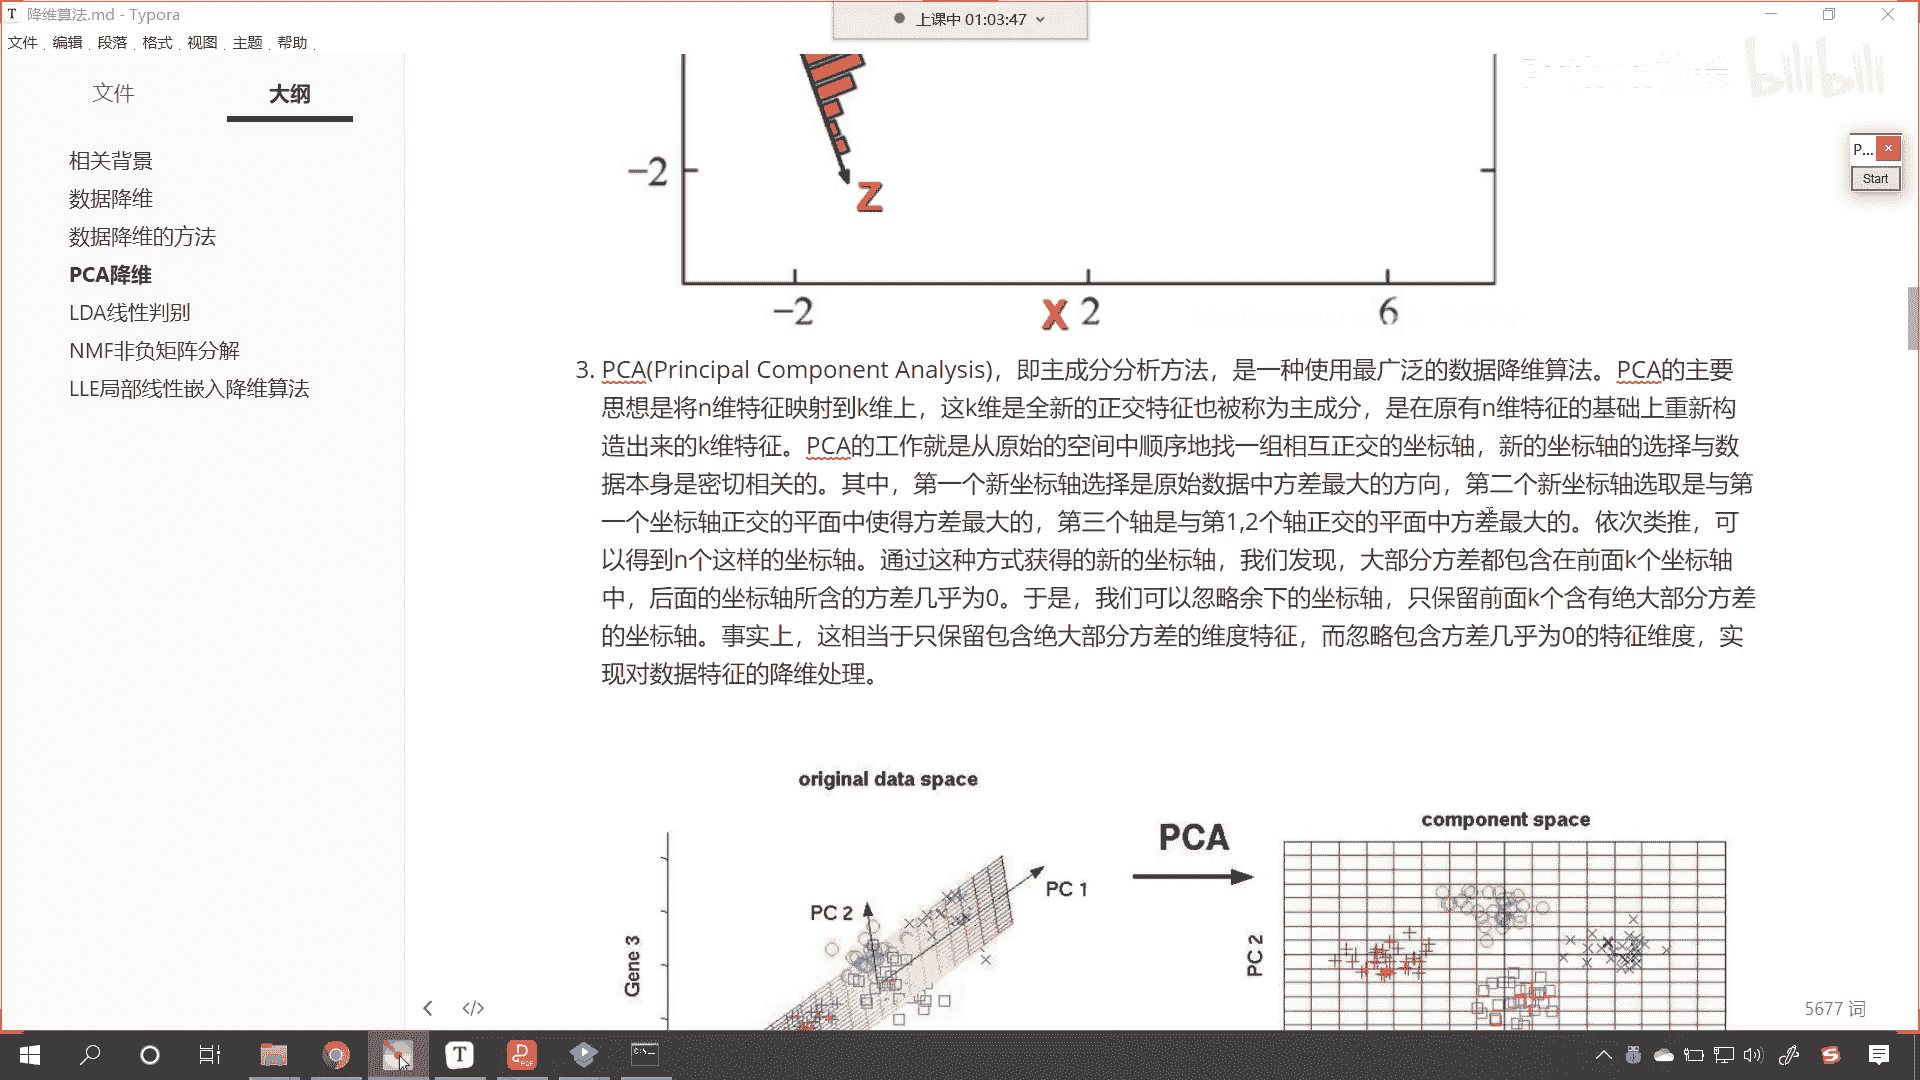 降维算法.md - Typora
上课中 01:03:47
文件 编辑 段落 格式 视图 主题 帮助
bilibili
文件 大纲
相关背景
数据降维
数据降维的方法
PCA降维
LDA线性判别
NMF非负矩阵分解
LLE局部线性嵌入降维算法
P...
Start
−2
Z
−2 X 2 6
3. PCA(Principal Component Analysis)，即主成分分析方法，是一种使用最广泛的数据降维算法。PCA的主要
思想是将n维特征映射到k维上，这k维是全新的正交特征也被称为主成分，是在原有n维特征的基础上重新构
造出来的k维特征。PCA的工作就是从原始的空间中顺序地找一组相互正交的坐标轴，新的坐标轴的选择与数
据本身是密切相关的。其中，第一个新坐标轴选择是原始数据中方差最大的方向，第二个新坐标轴选取是与第
一个坐标轴正交的平面中使得方差最大的，第三个轴是与第1,2个轴正交的平面中方差最大的。依次类推，可
以得到n个这样的坐标轴。通过这种方式获得的新的坐标轴，我们发现，大部分方差都包含在前面k个坐标轴
中，后面的坐标轴所含的方差几乎为0。于是，我们可以忽略余下的坐标轴，只保留前面k个含有绝大部分方差
的坐标轴。事实上，这相当于只保留包含绝大部分方差的维度特征，而忽略包含方差几乎为0的特征维度，实
现对数据特征的降维处理。
original data space
component space
PCA
PC 1
PC 2
Gene 3
PC 2
5677 词